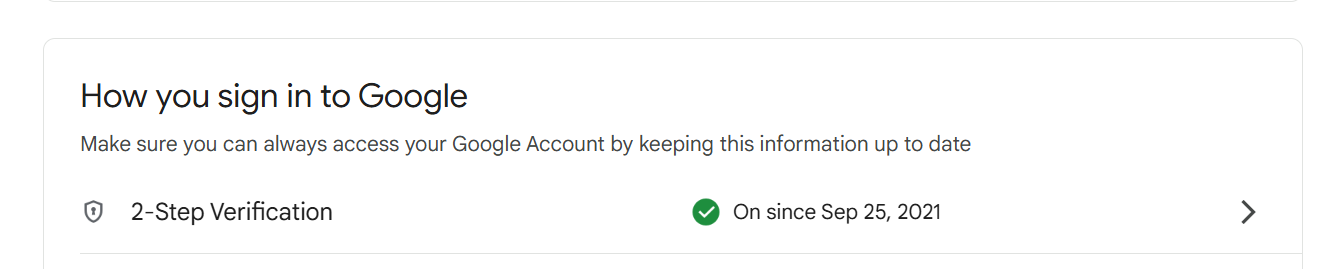 How you sign in to Google
Make sure you can always access your Google Account by keeping this information up to date
2-Step Verification On since Sep 25, 2021